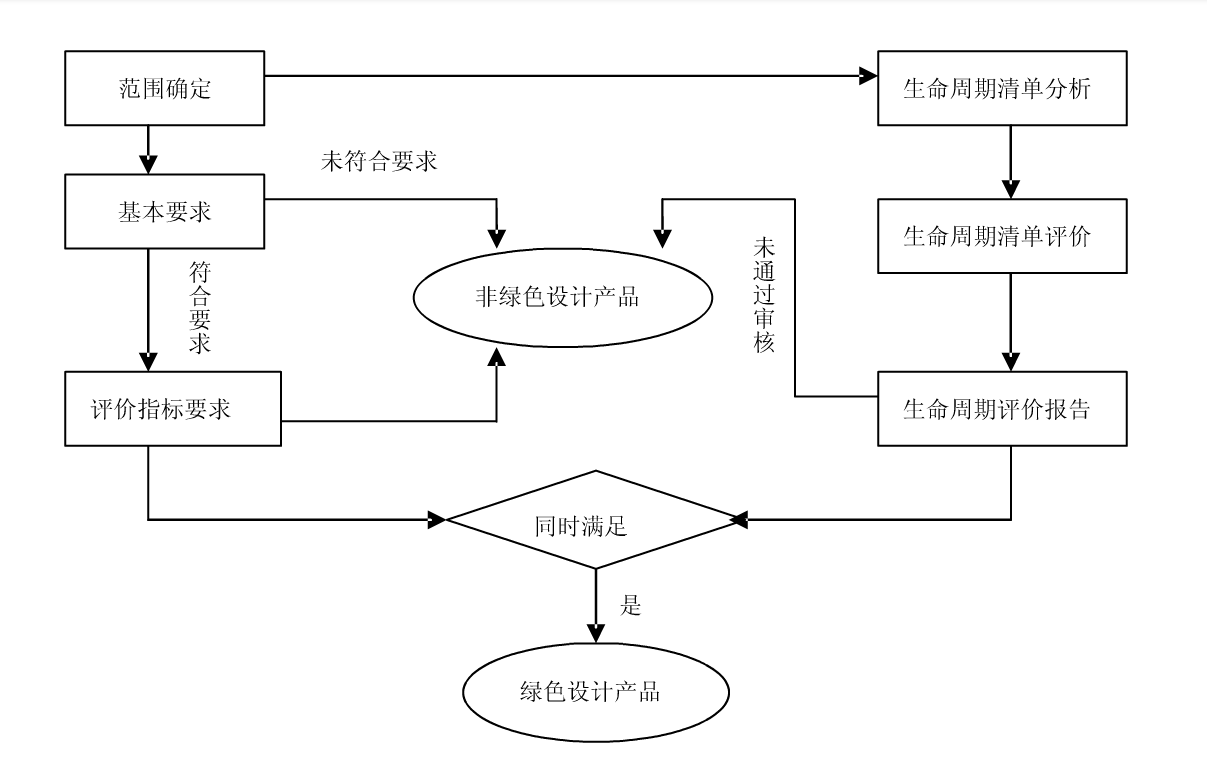 范围确定
生命周期清单分析
未符合要求
基本要求
生命周期清单评价
未通过审核
符合要求
非绿色设计产品
评价指标要求
生命周期评价报告
同时满足
是
绿色设计产品